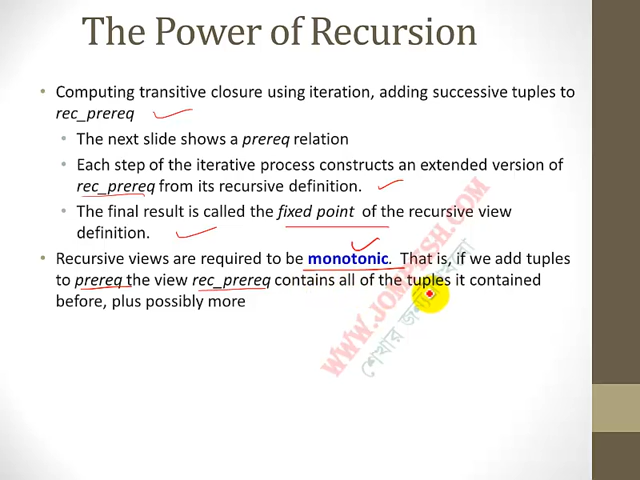 The Power of Recursion
• Computing transitive closure using iteration, adding successive tuples to
rec_prereq
• The next slide shows a prereq relation
• Each step of the iterative process constructs an extended version of
rec_prereq from its recursive definition.
• The final result is called the fixed point of the recursive view
definition.
• Recursive views are required to be monotonic. That is, if we add tuples
to prereq the view rec_prereq contains all of the tuples it contained
before, plus possibly more
WWW.JOMPESH.COM
শেখার জন্য এসো